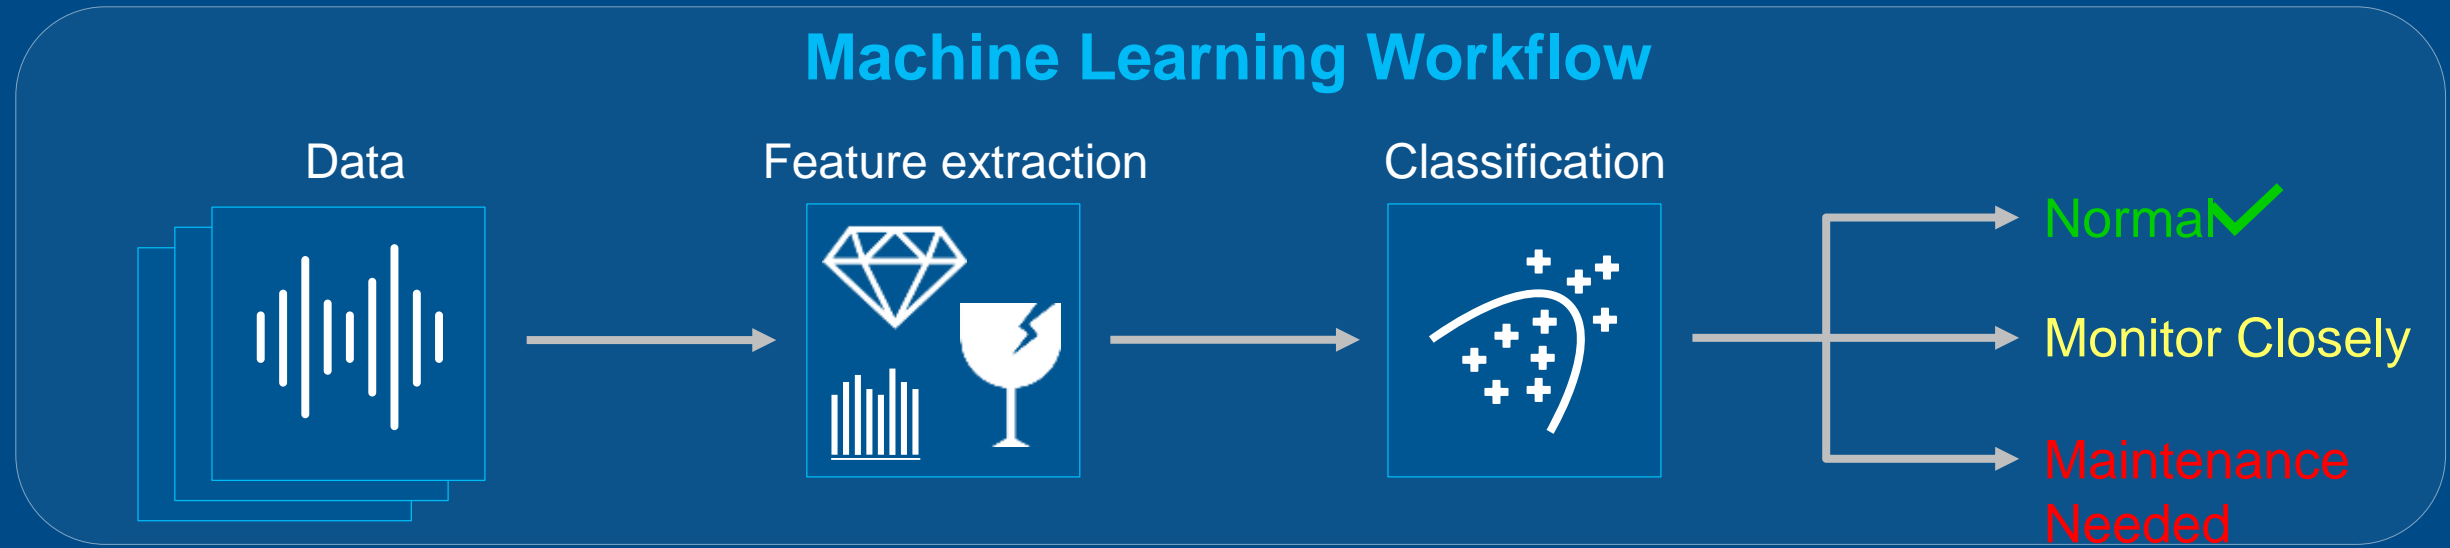 Machine Learning Workflow
Data
Feature extraction
Classification
Normal
Monitor Closely
Maintenance
Needed